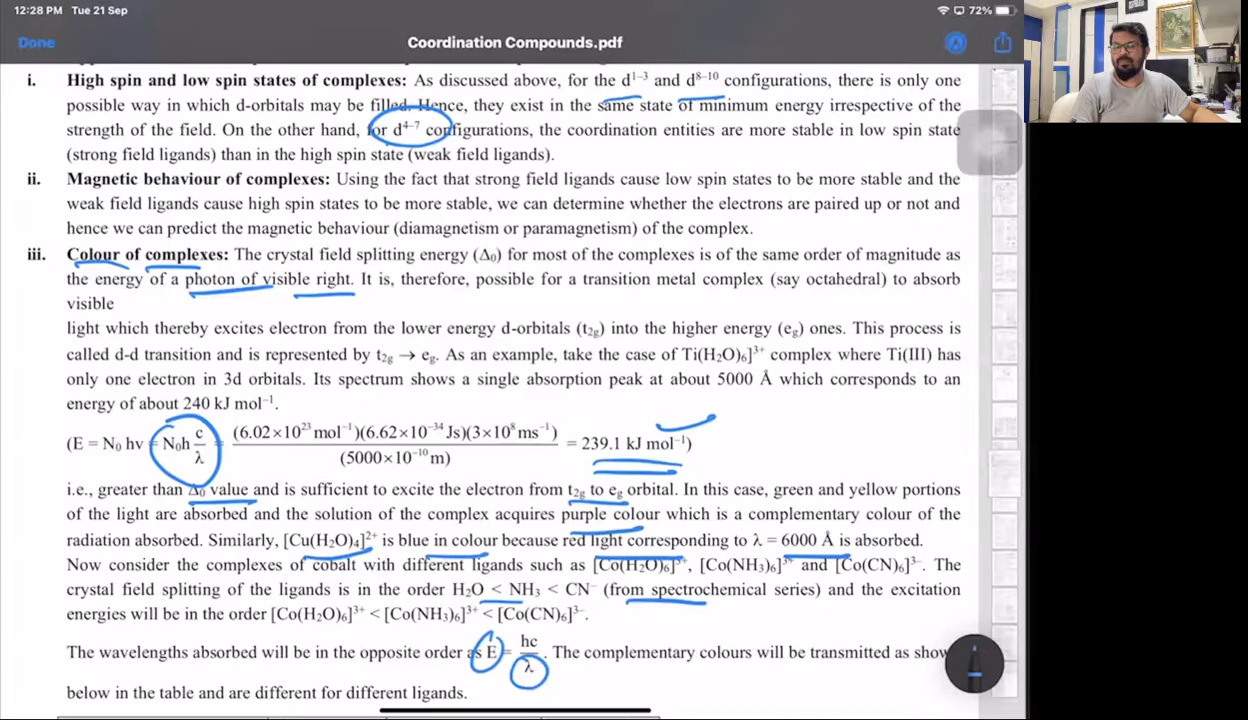 12:28 PM Tue 21 Sep
72%
Done
Coordination Compounds.pdf
i. High spin and low spin states of complexes: As discussed above, for the d¹⁻³ and d⁸⁻¹⁰ configurations, there is only one
possible way in which d-orbitals may be filled. Hence, they exist in the same state of minimum energy irrespective of the
strength of the field. On the other hand, for d⁴⁻⁷ configurations, the coordination entities are more stable in low spin state
(strong field ligands) than in the high spin state (weak field ligands).
ii. Magnetic behaviour of complexes: Using the fact that strong field ligands cause low spin states to be more stable and the
weak field ligands cause high spin states to be more stable, we can determine whether the electrons are paired up or not and
hence we can predict the magnetic behaviour (diamagnetism or paramagnetism) of the complex.
iii. Colour of complexes: The crystal field splitting energy (Δ₀) for most of the complexes is of the same order of magnitude as
the energy of a photon of visible right. It is, therefore, possible for a transition metal complex (say octahedral) to absorb
visible
light which thereby excites electron from the lower energy d-orbitals (t₂g) into the higher energy (eg) ones. This process is
called d-d transition and is represented by t₂g → eg. As an example, take the case of Ti(H₂O)₆]³⁺ complex where Ti(III) has
only one electron in 3d orbitals. Its spectrum shows a single absorption peak at about 5000 Å which corresponds to an
energy of about 240 kJ mol⁻¹.
(E = N₀ hν = N₀h c/λ = (6.02×10²³ mol⁻¹)(6.62×10⁻³⁴ Js)(3×10⁸ ms⁻¹) / (5000×10⁻¹⁰ m) = 239.1 kJ mol⁻¹)
i.e., greater than Δ₀ value and is sufficient to excite the electron from t₂g to eg orbital. In this case, green and yellow portions
of the light are absorbed and the solution of the complex acquires purple colour which is a complementary colour of the
radiation absorbed. Similarly, [Cu(H₂O)₄]²⁺ is blue in colour because red light corresponding to λ = 6000 Å is absorbed.
Now consider the complexes of cobalt with different ligands such as [Co(H₂O)₆]³⁺, [Co(NH₃)₆]³⁺ and [Co(CN)₆]³⁻. The
crystal field splitting of the ligands is in the order H₂O < NH₃ < CN⁻ (from spectrochemical series) and the excitation
energies will be in the order [Co(H₂O)₆]³⁺ < [Co(NH₃)₆]³⁺ < [Co(CN)₆]³⁻.
The wavelengths absorbed will be in the opposite order as E = hc/λ. The complementary colours will be transmitted as
below in the table and are different for different ligands.